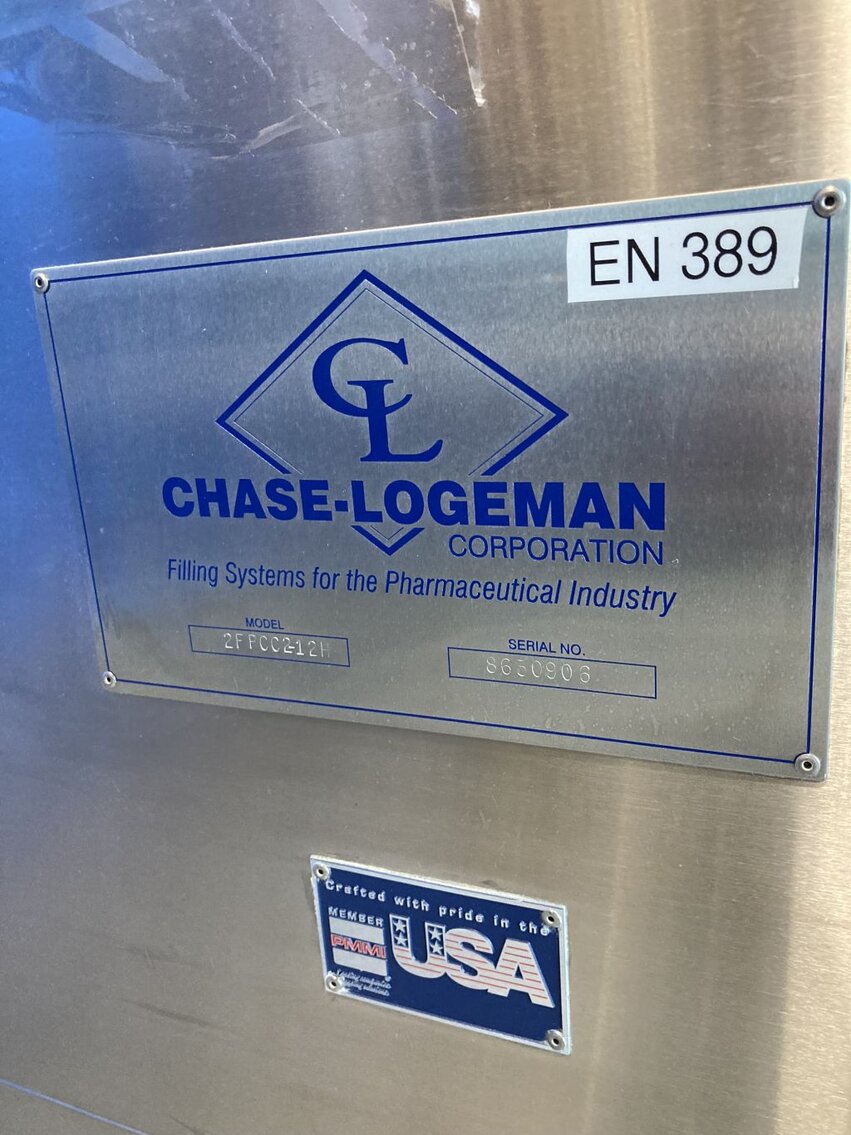 EN 389
CL
CHASE-LOGEMAN
CORPORATION
Filling Systems for the Pharmaceutical Industry
MODEL
2FPCC2-12H
SERIAL NO.
8630906
Crafted with pride in the
MEMBER
PMMI
USA